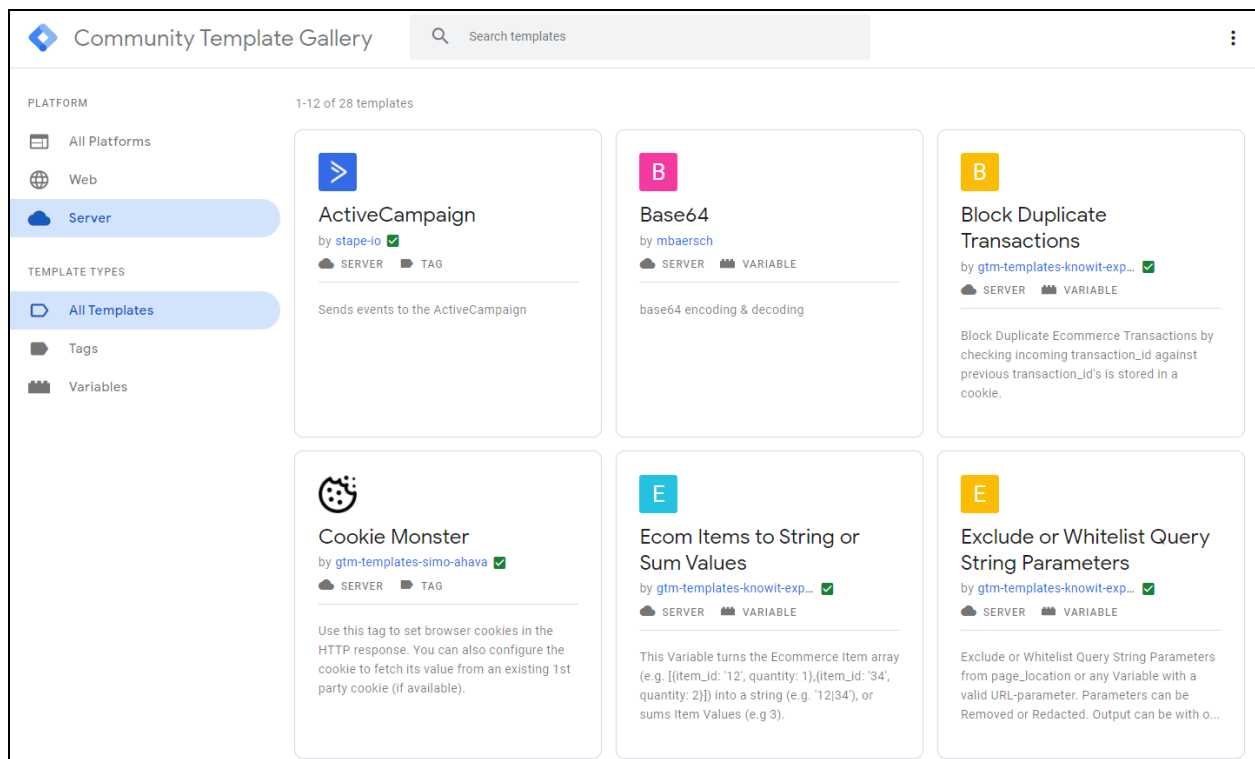 Community Template Gallery
Search templates
PLATFORM
All Platforms
Web
Server
TEMPLATE TYPES
All Templates
Tags
Variables
1-12 of 28 templates
ActiveCampaign
by stape-io
SERVER TAG
Sends events to the ActiveCampaign
B
Base64
by mbaersch
SERVER VARIABLE
base64 encoding & decoding
B
Block Duplicate
Transactions
by gtm-templates-knowit-exp...
SERVER VARIABLE
Block Duplicate Ecommerce Transactions by
checking incoming transaction_id against
previous transaction_id's is stored in a
cookie.
Cookie Monster
by gtm-templates-simo-ahava
SERVER TAG
Use this tag to set browser cookies in the
HTTP response. You can also configure the
cookie to fetch its value from an existing 1st
party cookie (if available).
E
Ecom Items to String or
Sum Values
by gtm-templates-knowit-exp...
SERVER VARIABLE
This Variable turns the Ecommerce Item array
(e.g. [{item_id: '12', quantity: 1},{item_id: '34',
quantity: 2}]) into a string (e.g. '12|34'), or
sums Item Values (e.g 3).
E
Exclude or Whitelist Query
String Parameters
by gtm-templates-knowit-exp...
SERVER VARIABLE
Exclude or Whitelist Query String Parameters
from page_location or any Variable with a
valid URL-parameter. Parameters can be
Removed or Redacted. Output can be with o...